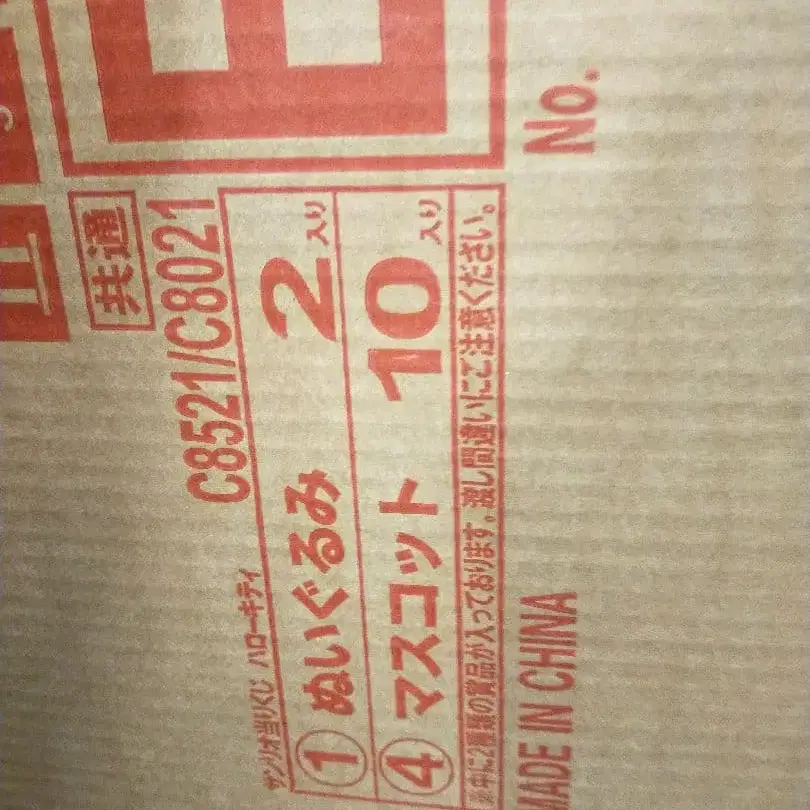 共通
C8521/C8021
サンリオ当りくじ ハローキティ
① ぬいぐるみ 2入り
④ マスコット 10入り
※中に2種類の賞品が入っております。渡し間違いにご注意ください。
MADE IN CHINA
No.